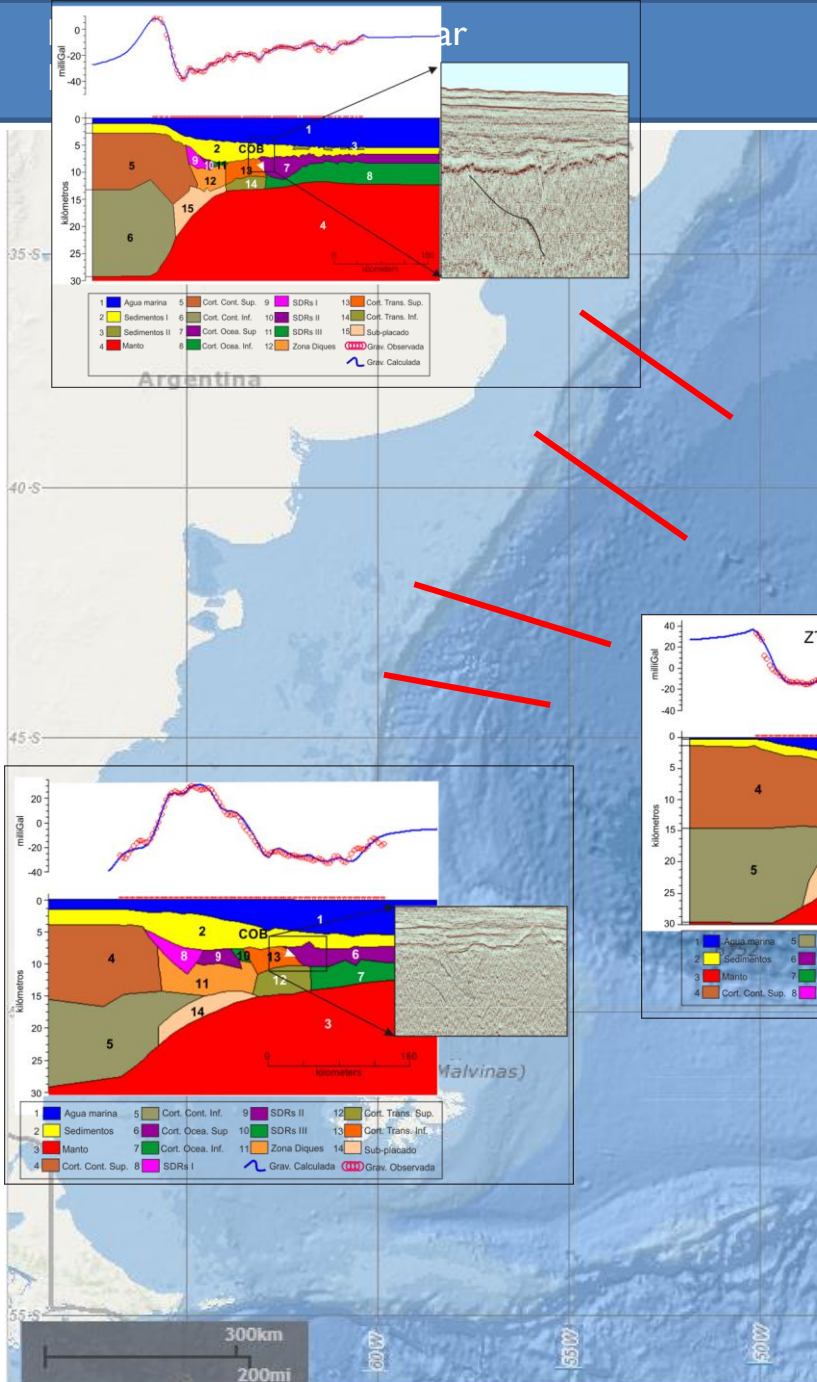 ar
milliGal
0
-20
-40
0
5
10
15
20
25
30
kilómetros
1
2
COB
3
5
9
10
11
12
13
7
8
14
15
4
6
0
kilometers
1 Agua marina 5 Cort. Cont. Sup. 9 SDRs I 13 Cort. Trans. Sup.
2 Sedimentos I 6 Cort. Cont. Inf. 10 SDRs II 14 Cort. Trans. Inf.
3 Sedimentos II 7 Cort. Ocea. Sup 11 SDRs III 15 Sub-placado
4 Manto 8 Cort. Ocea. Inf. 12 Zona Diques Grav. Observada
Grav. Calculada
35-S
Argentina
40-S
45-S
ZT
milliGal
40
20
0
-20
-40
0
5
10
15
20
25
30
kilómetros
4
5
1 Agua marina 5
2 Sedimentos 6
3 Manto 7
4 Cort. Cont. Sup. 8
milliGal
20
0
-20
-40
0
5
10
15
20
25
30
kilómetros
1
2
COB
4
8
9
10
13
6
7
11
12
14
3
5
0
160
kilometers
Malvinas)
1 Agua marina 5 Cort. Cont. Inf. 9 SDRs II 12 Cort. Trans. Sup.
2 Sedimentos 6 Cort. Ocea. Sup 10 SDRs III 13 Cort. Trans. Inf.
3 Manto 7 Cort. Ocea. Inf. 11 Zona Diques 14 Sub-placado
4 Cort. Cont. Sup. 8 SDRs I Grav. Calculada Grav. Observada
55-S
300km
200mi
60 W
55 W
50 W